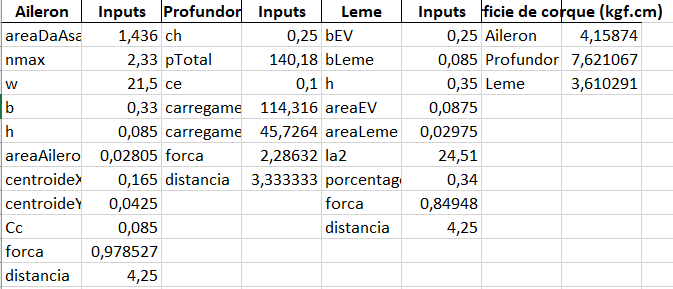 Aileron Inputs Profundor Inputs Leme Inputs fície de cor que (kgf.cm)
areaDaAsa 1,436 ch 0,25 bEV 0,25 Aileron 4,15874
nmax 2,33 pTotal 140,18 bLeme 0,085 Profundor 7,621067
w 21,5 ce 0,1 h 0,35 Leme 3,610291
b 0,33 carregame 114,316 areaEV 0,0875
h 0,085 carregame 45,7264 areaLeme 0,02975
areaAilero 0,02805 forca 2,28632 la2 24,51
centroideX 0,165 distancia 3,333333 porcentage 0,34
centroideY 0,0425 forca 0,84948
Cc 0,085 distancia 4,25
forca 0,978527
distancia 4,25